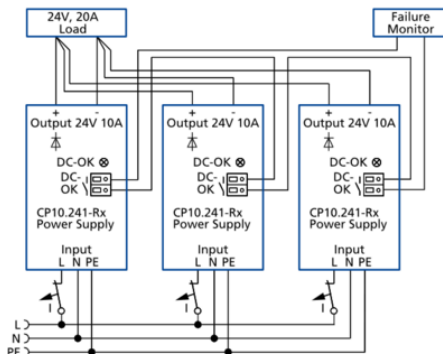 24V, 20A
Load
Failure
Monitor
+ -
Output 24V 10A
DC-OK
DC-
OK
CP10.241-Rx
Power Supply
Input
L N PE
I
+ -
Output 24V 10A
DC-OK
DC-
OK
CP10.241-Rx
Power Supply
Input
L N PE
I
+ -
Output 24V 10A
DC-OK
DC-
OK
CP10.241-Rx
Power Supply
Input
L N PE
I
L
N
PE